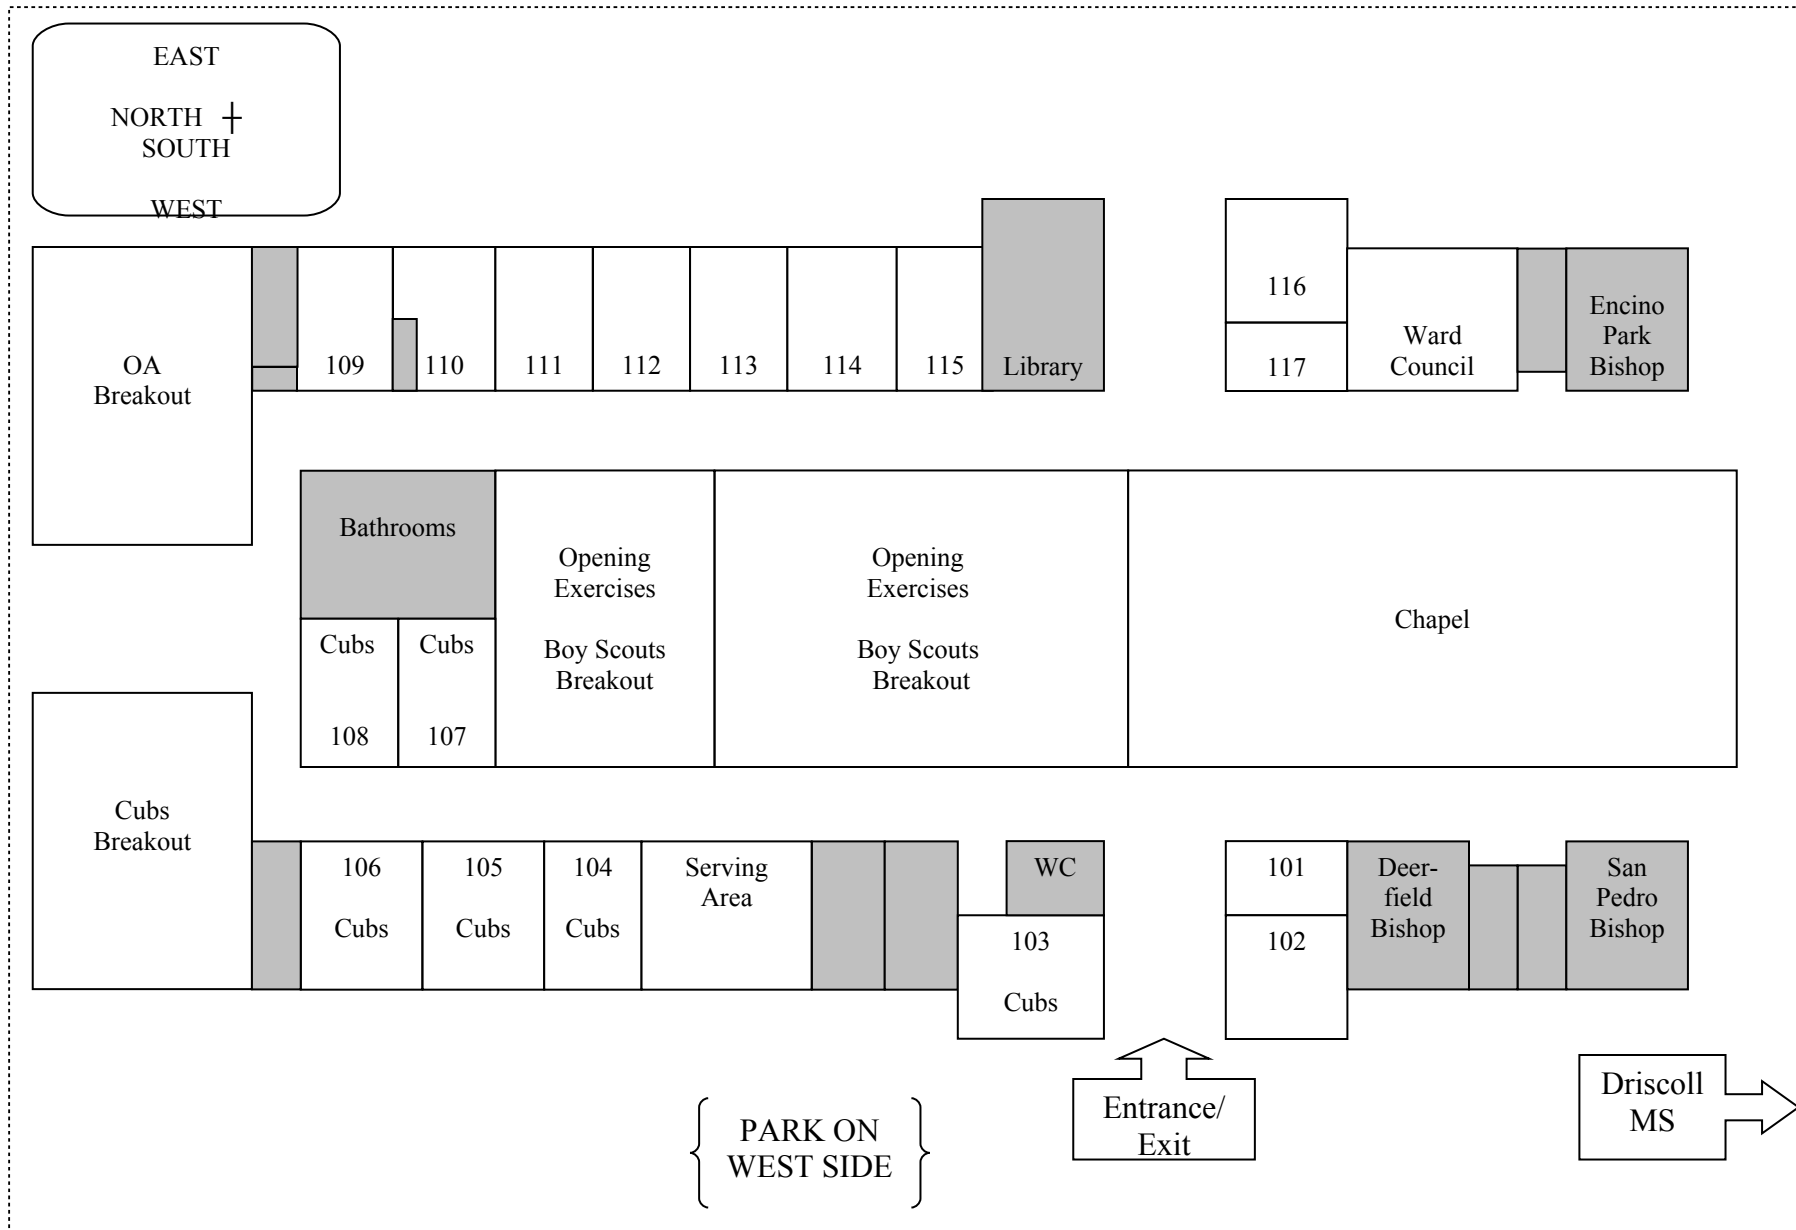 EAST
NORTH
SOUTH
WEST
OA
Breakout
109
110
111
112
113
114
115
Library
116
117
Ward
Council
Encino
Park
Bishop
Bathrooms
Cubs
108
Cubs
107
Opening
Exercises
Boy Scouts
Breakout
Opening
Exercises
Boy Scouts
Breakout
Chapel
Cubs
Breakout
106
Cubs
105
Cubs
104
Cubs
Serving
Area
WC
103
Cubs
101
102
Deer-
field
Bishop
San
Pedro
Bishop
PARK ON
WEST SIDE
Entrance/
Exit
Driscoll
MS